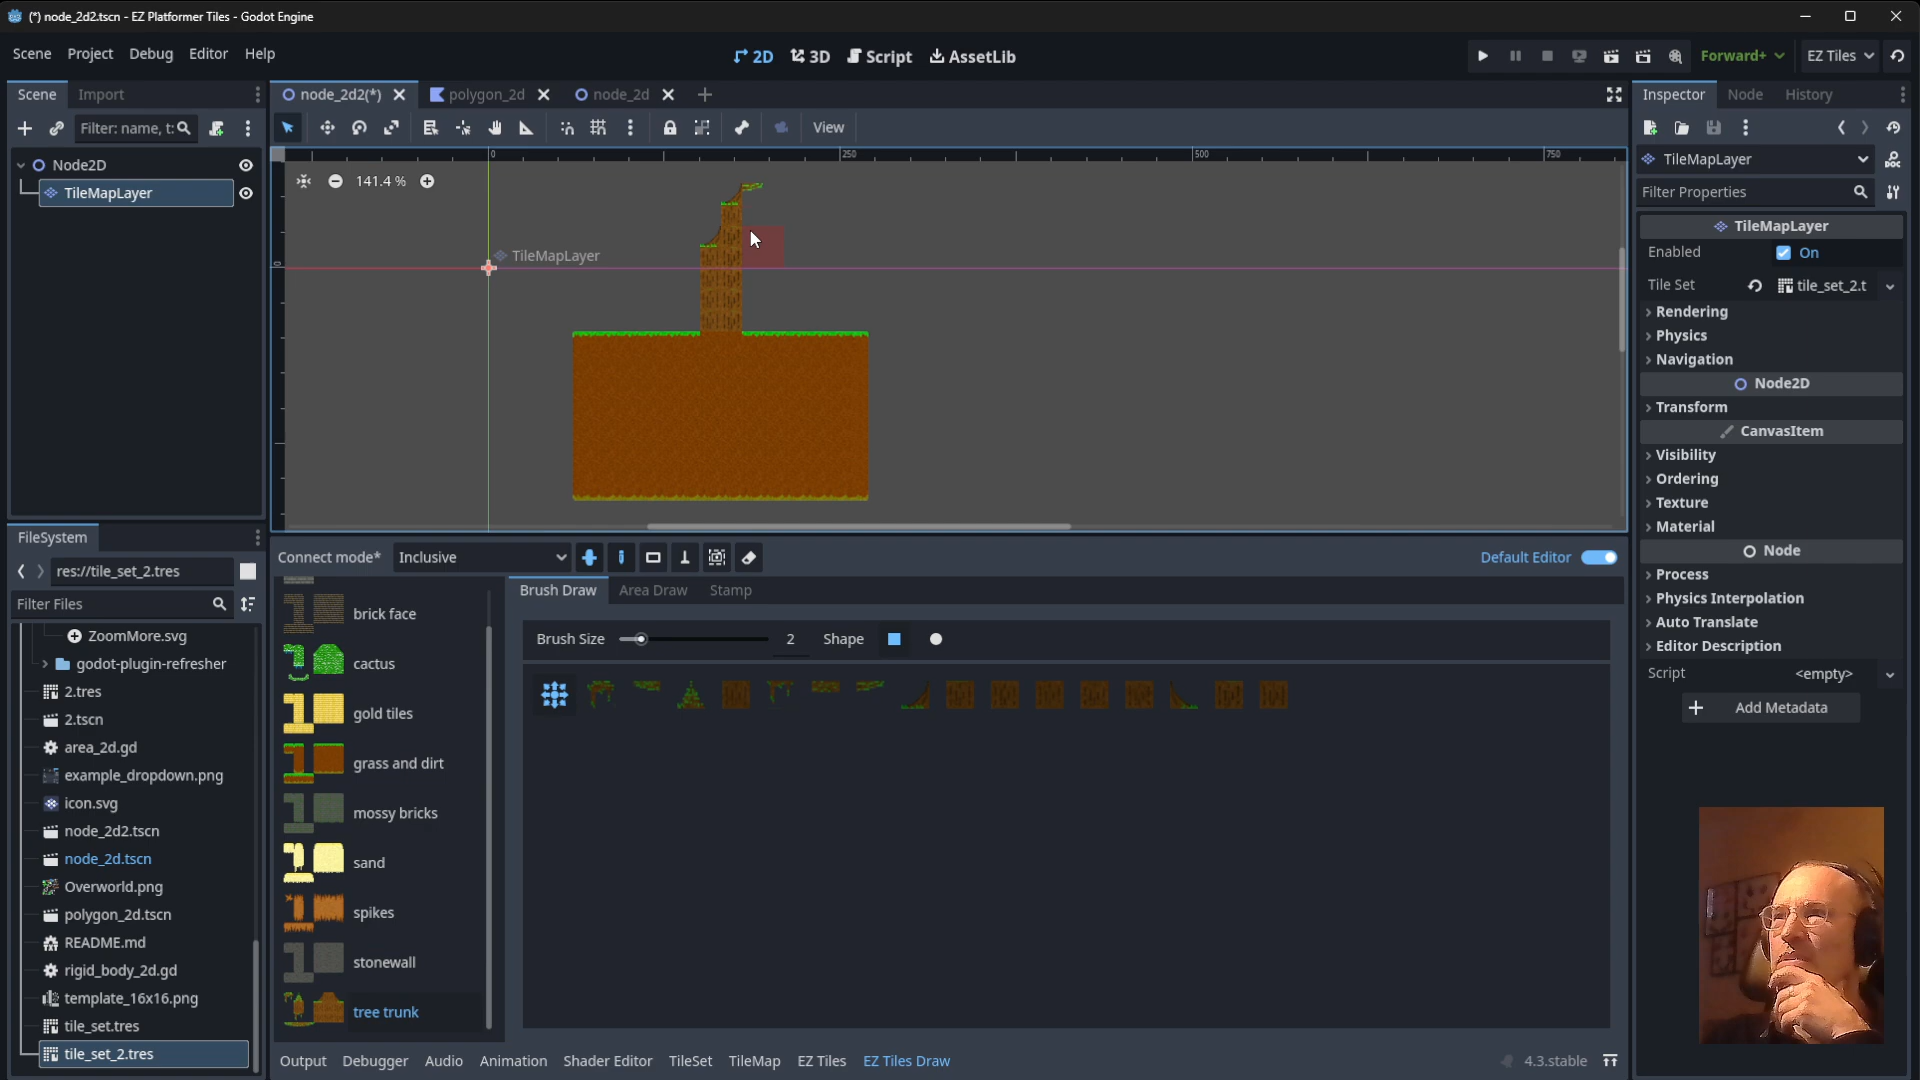 (*) node_2d2.tscn - EZ Platformer Tiles - Godot Engine
Scene Project Debug Editor Help
2D 3D Script AssetLib
Forward+ EZ Tiles
Scene Import
node_2d2(*) polygon_2d node_2d
Inspector Node History
Filter: name, t:
View
Node2D
TileMapLayer
0 250 500 750
141.4 %
TileMapLayer
0
TileMapLayer
Filter Properties
TileMapLayer
Enabled On
Tile Set tile_set_2.t
Rendering
Physics
Navigation
Node2D
Transform
CanvasItem
Visibility
Ordering
Texture
Material
Node
Process
Physics Interpolation
Auto Translate
Editor Description
Script <empty>
Add Metadata
FileSystem
res://tile_set_2.tres
Filter Files
ZoomMore.svg
godot-plugin-refresher
2.tres
2.tscn
area_2d.gd
example_dropdown.png
icon.svg
node_2d2.tscn
node_2d.tscn
Overworld.png
polygon_2d.tscn
README.md
rigid_body_2d.gd
template_16x16.png
tile_set.tres
tile_set_2.tres
Connect mode* Inclusive
Default Editor
Brush Draw Area Draw Stamp
Brush Size 2 Shape
brick face
cactus
gold tiles
grass and dirt
mossy bricks
sand
spikes
stonewall
tree trunk
Output Debugger Audio Animation Shader Editor TileSet TileMap EZ Tiles EZ Tiles Draw
4.3.stable